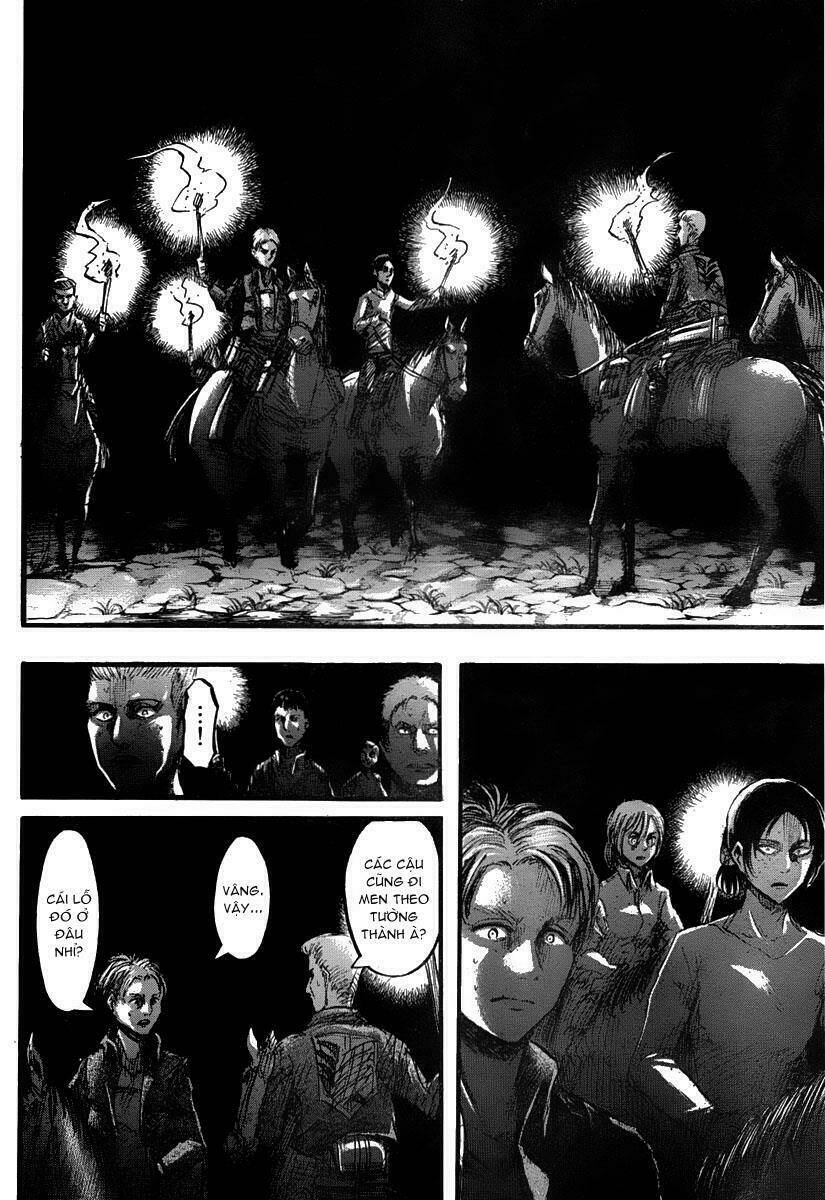 ...!
CÁC CẬU
CŨNG ĐI
MEN THEO
TƯỜNG
THÀNH À?
VÂNG,
VẬY...
CÁI LỖ
ĐÓ Ở
ĐÂU
NHỈ?